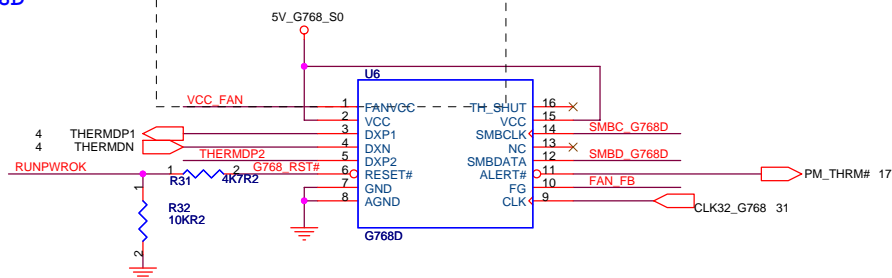 5V_G768_S0
U6
VCC_FAN
1 FANVCC TH_SHUT 16
2 VCC VCC 15
4 THERMDP1 3 DXP1 SMBCLK 14 SMBC_G768D
4 THERMDN 4 DXN NC 13
THERMDP2 5 DXP2 SMBDATA 12 SMBD_G768D
RUNPWROK 1 R31 2 4K7R2 G768_RST# 6 RESET# ALERT# 11 PM_THRM# 17
7 GND FG 10 FAN_FB
8 AGND CLK 9 CLK32_G768 31
1
R32
10KR2
2
G768D